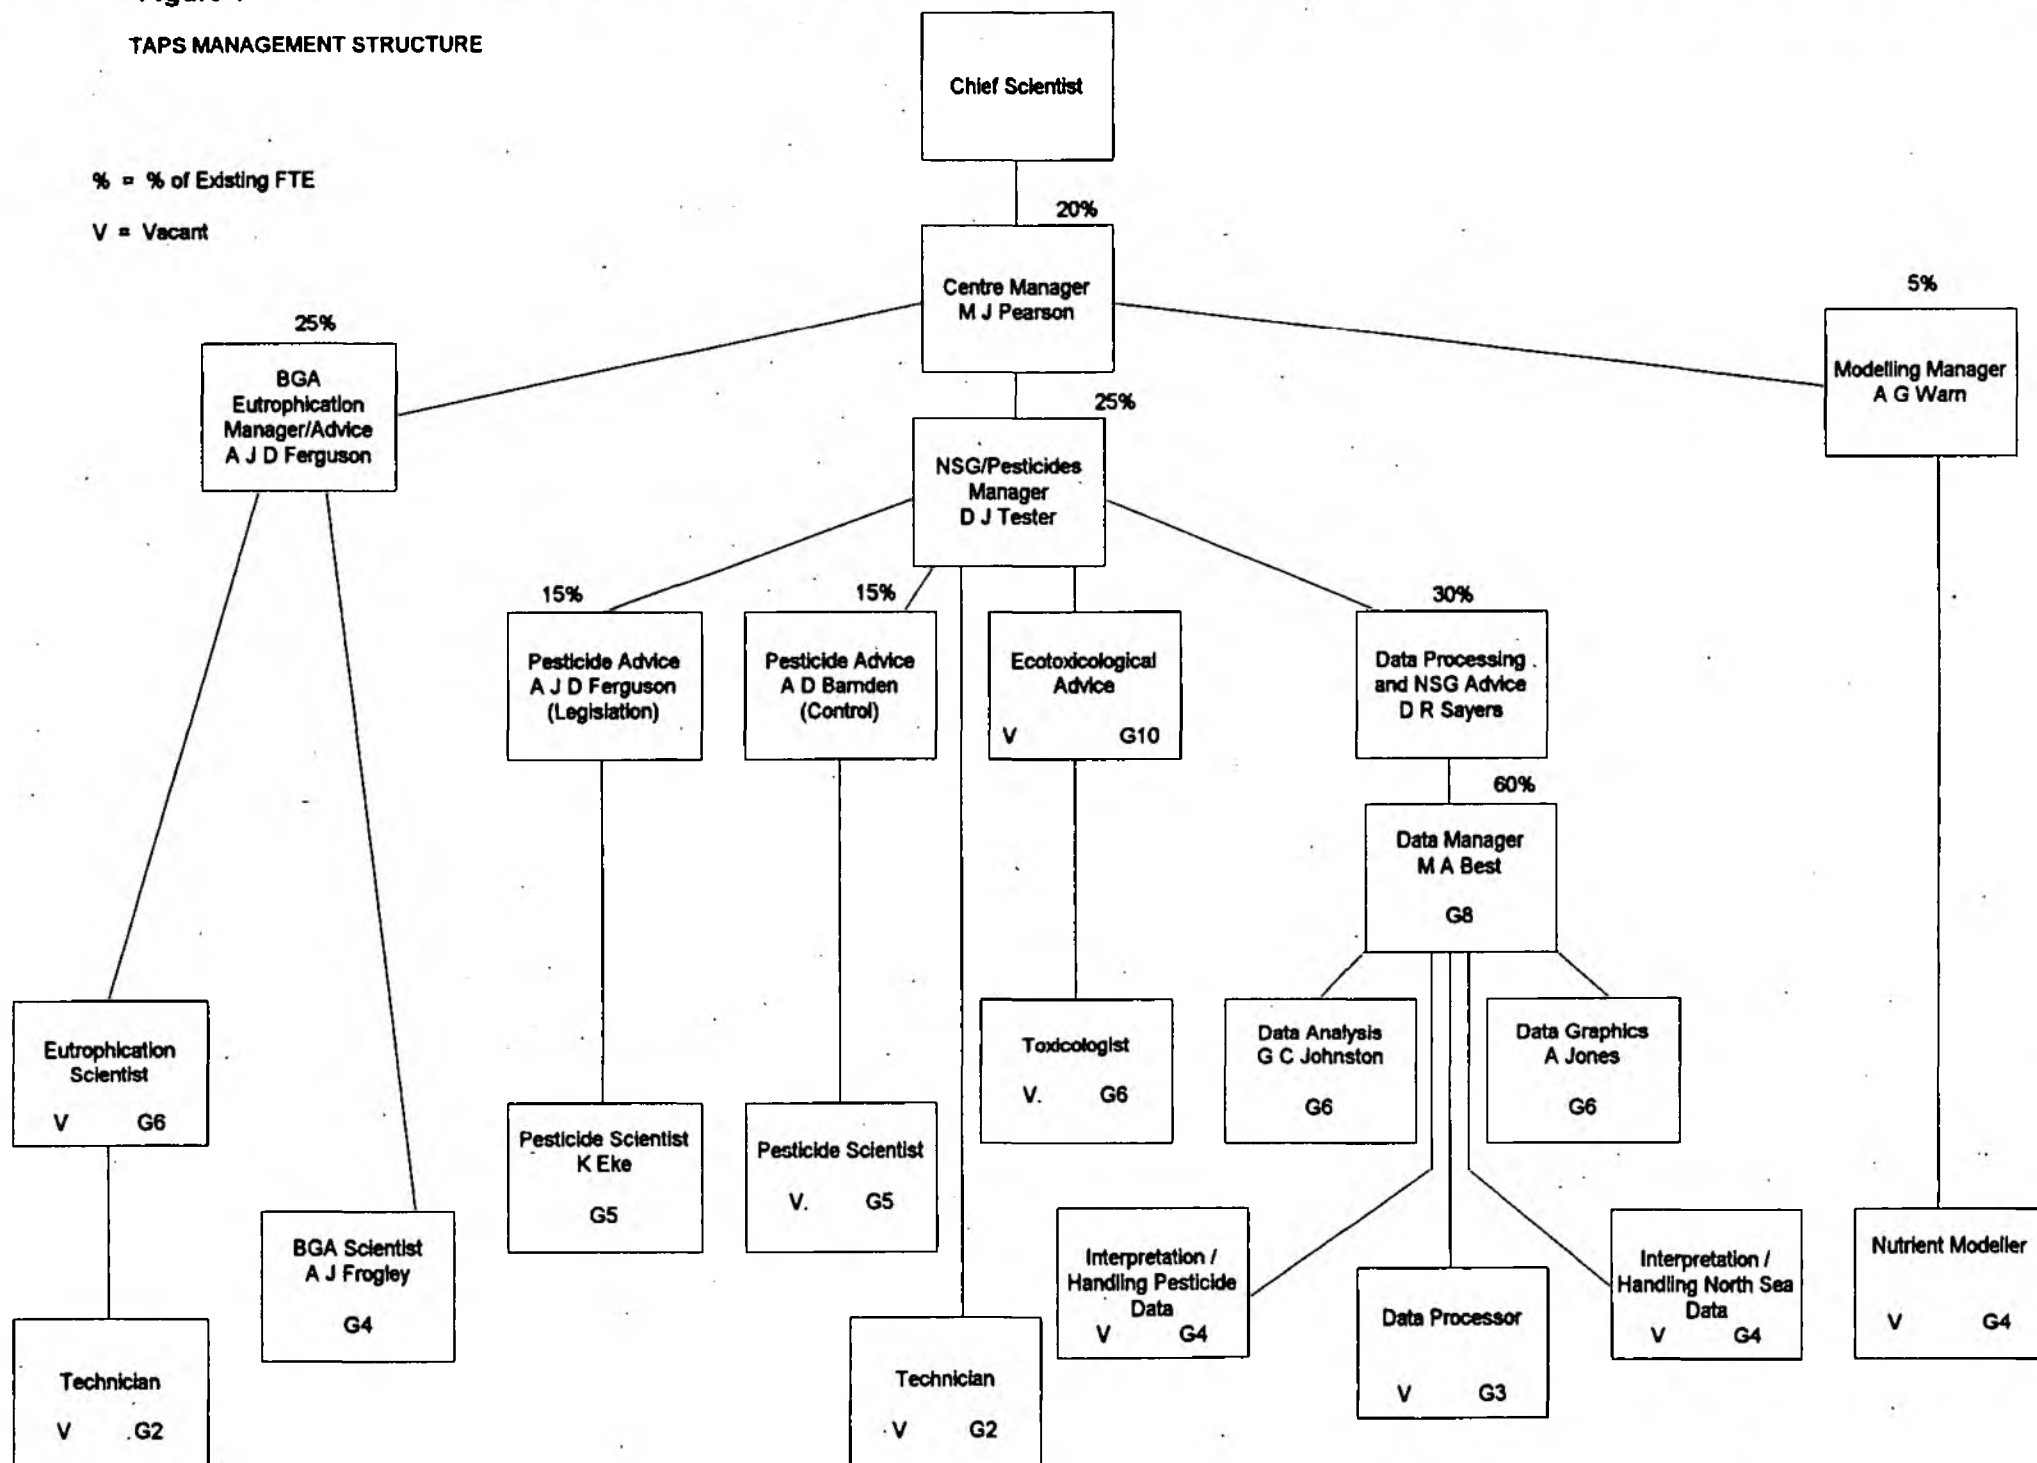 TAPS MANAGEMENT STRUCTURE
% = % of Existing FTE
V = Vacant
Chief Scientist
20%
Centre Manager
M J Pearson
25%
BGA
Eutrophication
Manager/Advice
A J D Ferguson
5%
Modelling Manager
A G Warn
25%
NSG/Pesticides
Manager
D J Tester
15%
Pesticide Advice
A J D Ferguson
(Legislation)
15%
Pesticide Advice
A D Barnden
(Control)
Ecotoxicological
Advice
V G10
30%
Data Processing
and NSG Advice
D R Sayers
60%
Data Manager
M A Best
G8
Eutrophication
Scientist
V G6
Toxicologist
V. G6
Data Analysis
G C Johnston
G6
Data Graphics
A Jones
G6
Pesticide Scientist
K Eke
G5
Pesticide Scientist
V. G5
BGA Scientist
A J Frogley
G4
Interpretation /
Handling Pesticide
Data
V G4
Data Processor
V G3
Interpretation /
Handling North Sea
Data
V G4
Nutrient Modeller
V G4
Technician
V G2
Technician
V G2